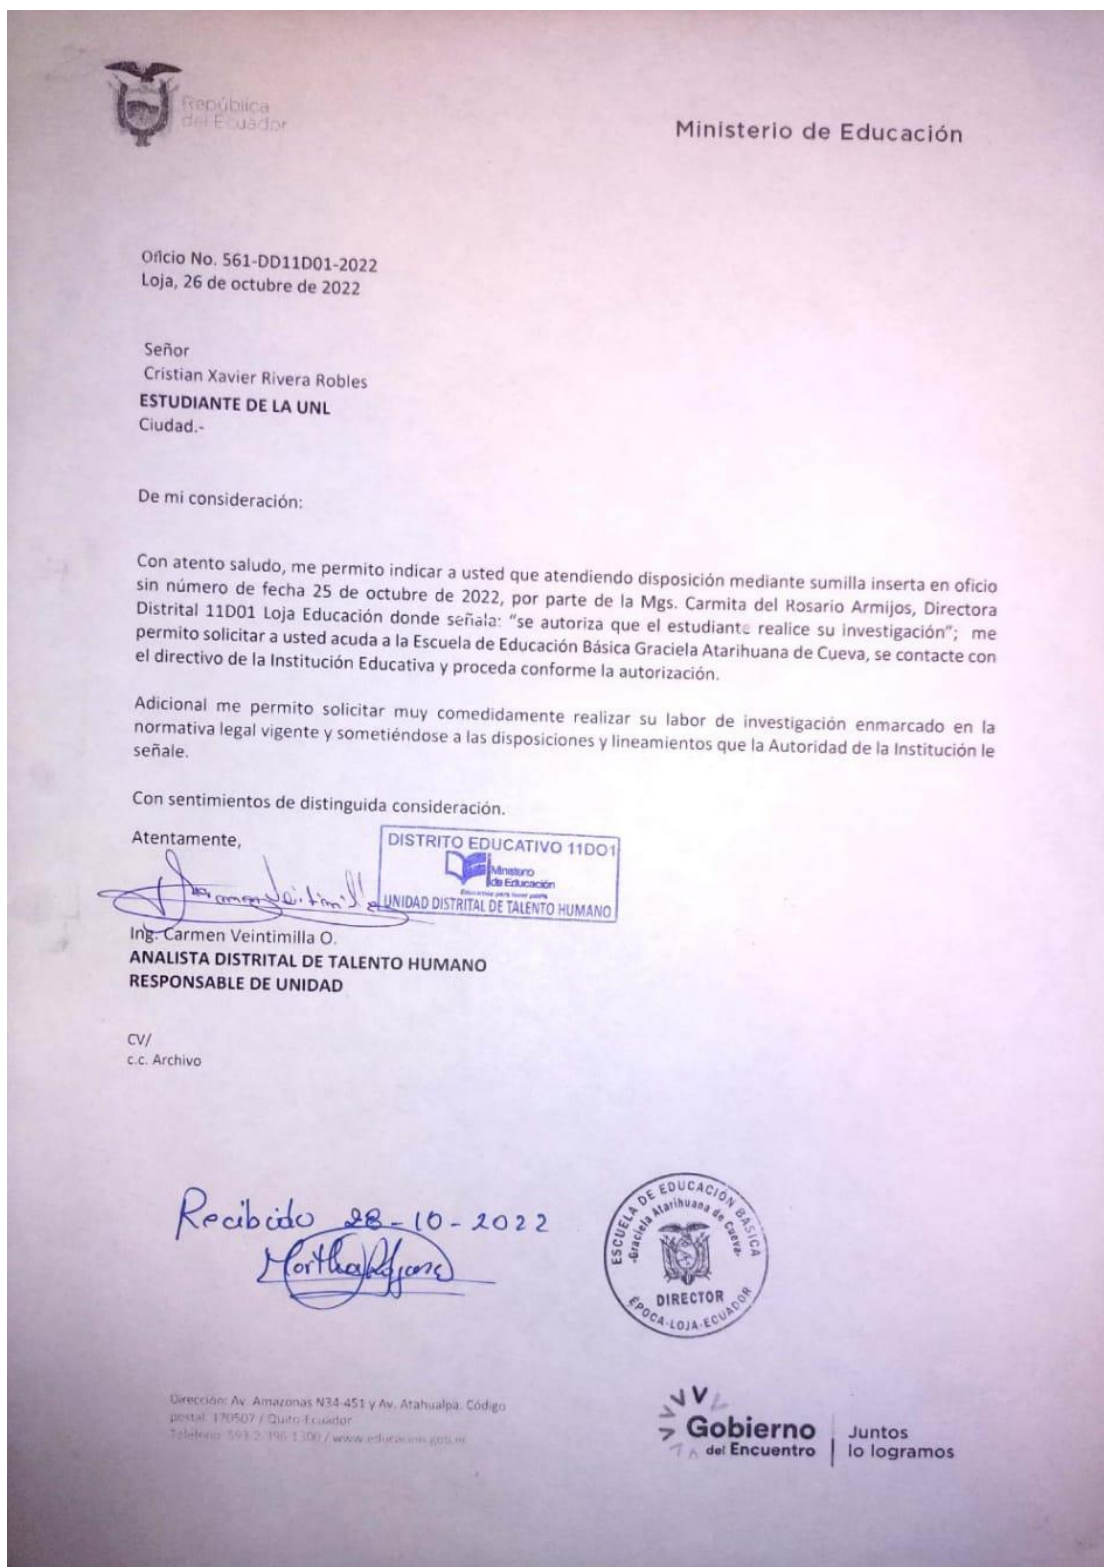 República
del Ecuador
Ministerio de Educación
Oficio No. 561-DD11D01-2022
Loja, 26 de octubre de 2022
Señor
Cristian Xavier Rivera Robles
ESTUDIANTE DE LA UNL
Ciudad.-
De mi consideración:
Con atento saludo, me permito indicar a usted que atendiendo disposición mediante sumilla inserta en oficio
sin número de fecha 25 de octubre de 2022, por parte de la Mgs. Carmita del Rosario Armijos, Directora
Distrital 11D01 Loja Educación donde señala: “se autoriza que el estudiante realice su investigación”; me
permito solicitar a usted acuda a la Escuela de Educación Básica Graciela Atarihuana de Cueva, se contacte con
el directivo de la Institución Educativa y proceda conforme la autorización.
Adicional me permito solicitar muy comedidamente realizar su labor de investigación enmarcado en la
normativa legal vigente y sometiéndose a las disposiciones y lineamientos que la Autoridad de la Institución le
señale.
Con sentimientos de distinguida consideración.
Atentamente,
DISTRITO EDUCATIVO 11DO1
Ministerio
de Educación
UNIDAD DISTRITAL DE TALENTO HUMANO
Ing. Carmen Veintimilla O.
ANALISTA DISTRITAL DE TALENTO HUMANO
RESPONSABLE DE UNIDAD
CV/
c.c. Archivo
Recibido 28-10-2022
ESCUELA DE EDUCACIÓN BÁSICA
-Graciela Atarihuana de Cueva-
DIRECTOR
ÉPOCA-LOJA-ECUADOR
Dirección: Av. Amazonas N34-451 y Av. Atahualpa. Código
postal: 170507 / Quito-Ecuador
Teléfono: 593-2-396-1300 / www.educacion.gob.ec
Gobierno
del Encuentro
Juntos
lo logramos